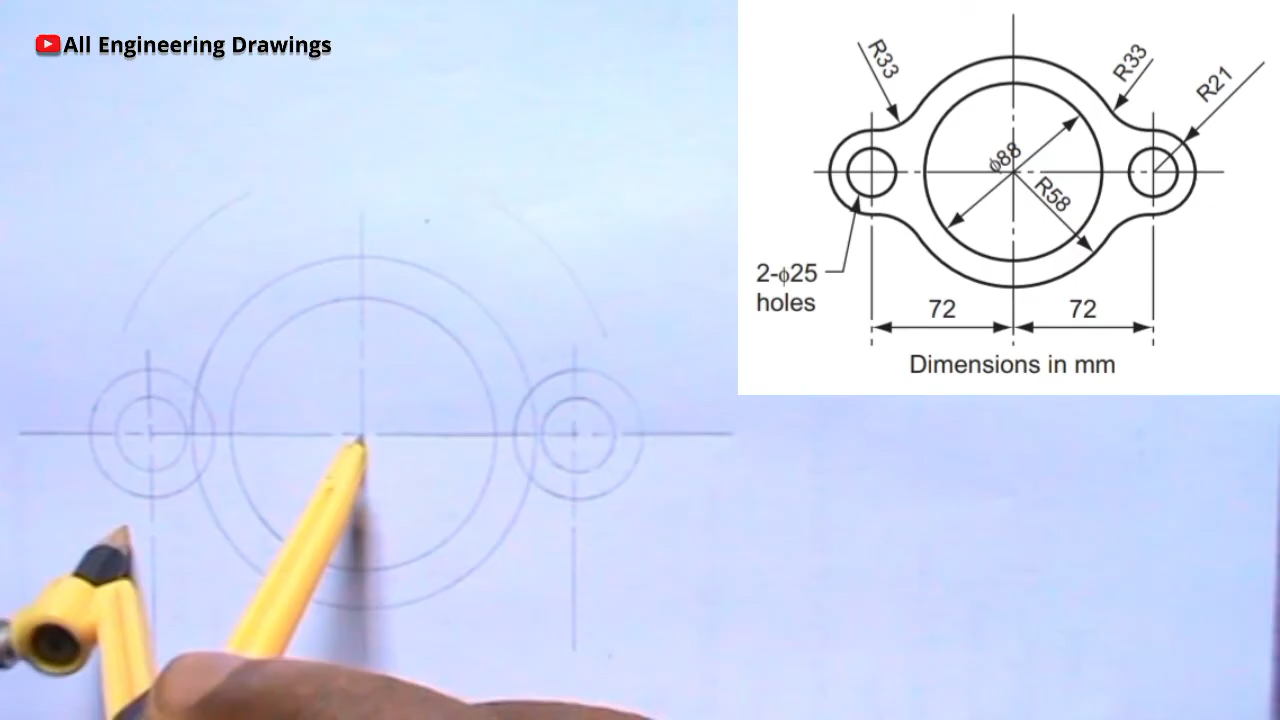 All Engineering Drawings
R33
R33
R21
ϕ88
R58
2-ϕ25
holes
72
72
Dimensions in mm